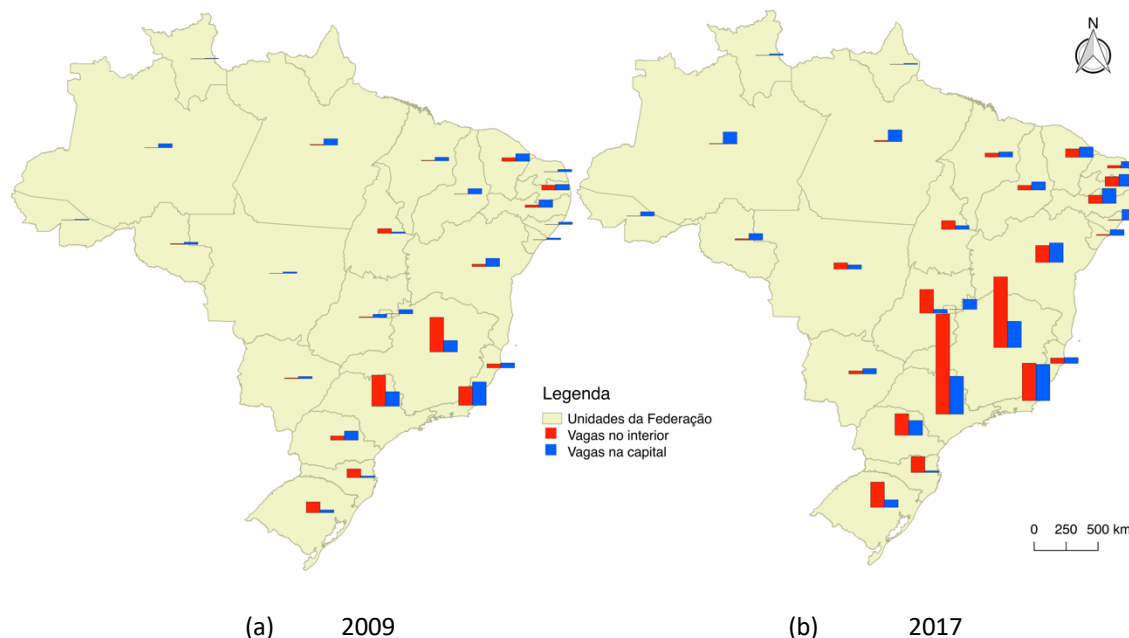 N
Legenda
Unidades da Federação
Vagas no interior
Vagas na capital
0 250 500 km
(a) 2009 (b) 2017